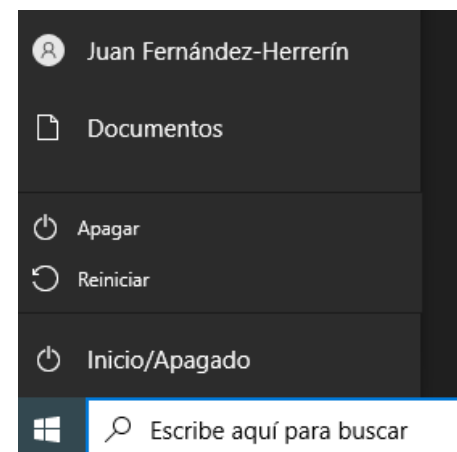 Juan Fernández-Herrerín
Documentos
Apagar
Reiniciar
Inicio/Apagado
Escribe aquí para buscar